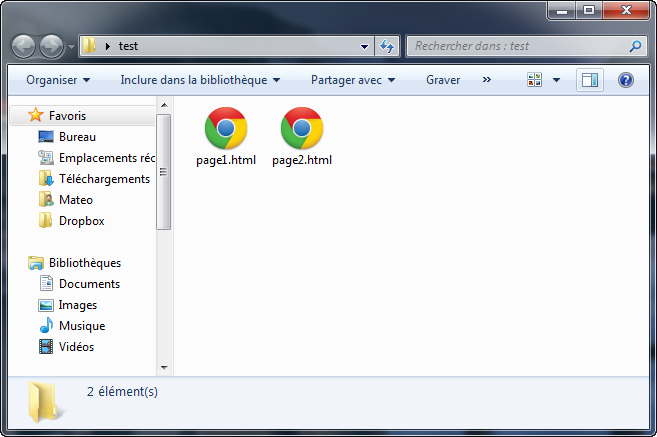 test
Rechercher dans : test
Organiser
Inclure dans la bibliothèque
Partager avec
Graver
»
?
Favoris
Bureau
Emplacements réc
Téléchargements
Mateo
Dropbox
Bibliothèques
Documents
Images
Musique
Vidéos
page1.html
page2.html
2 élément(s)